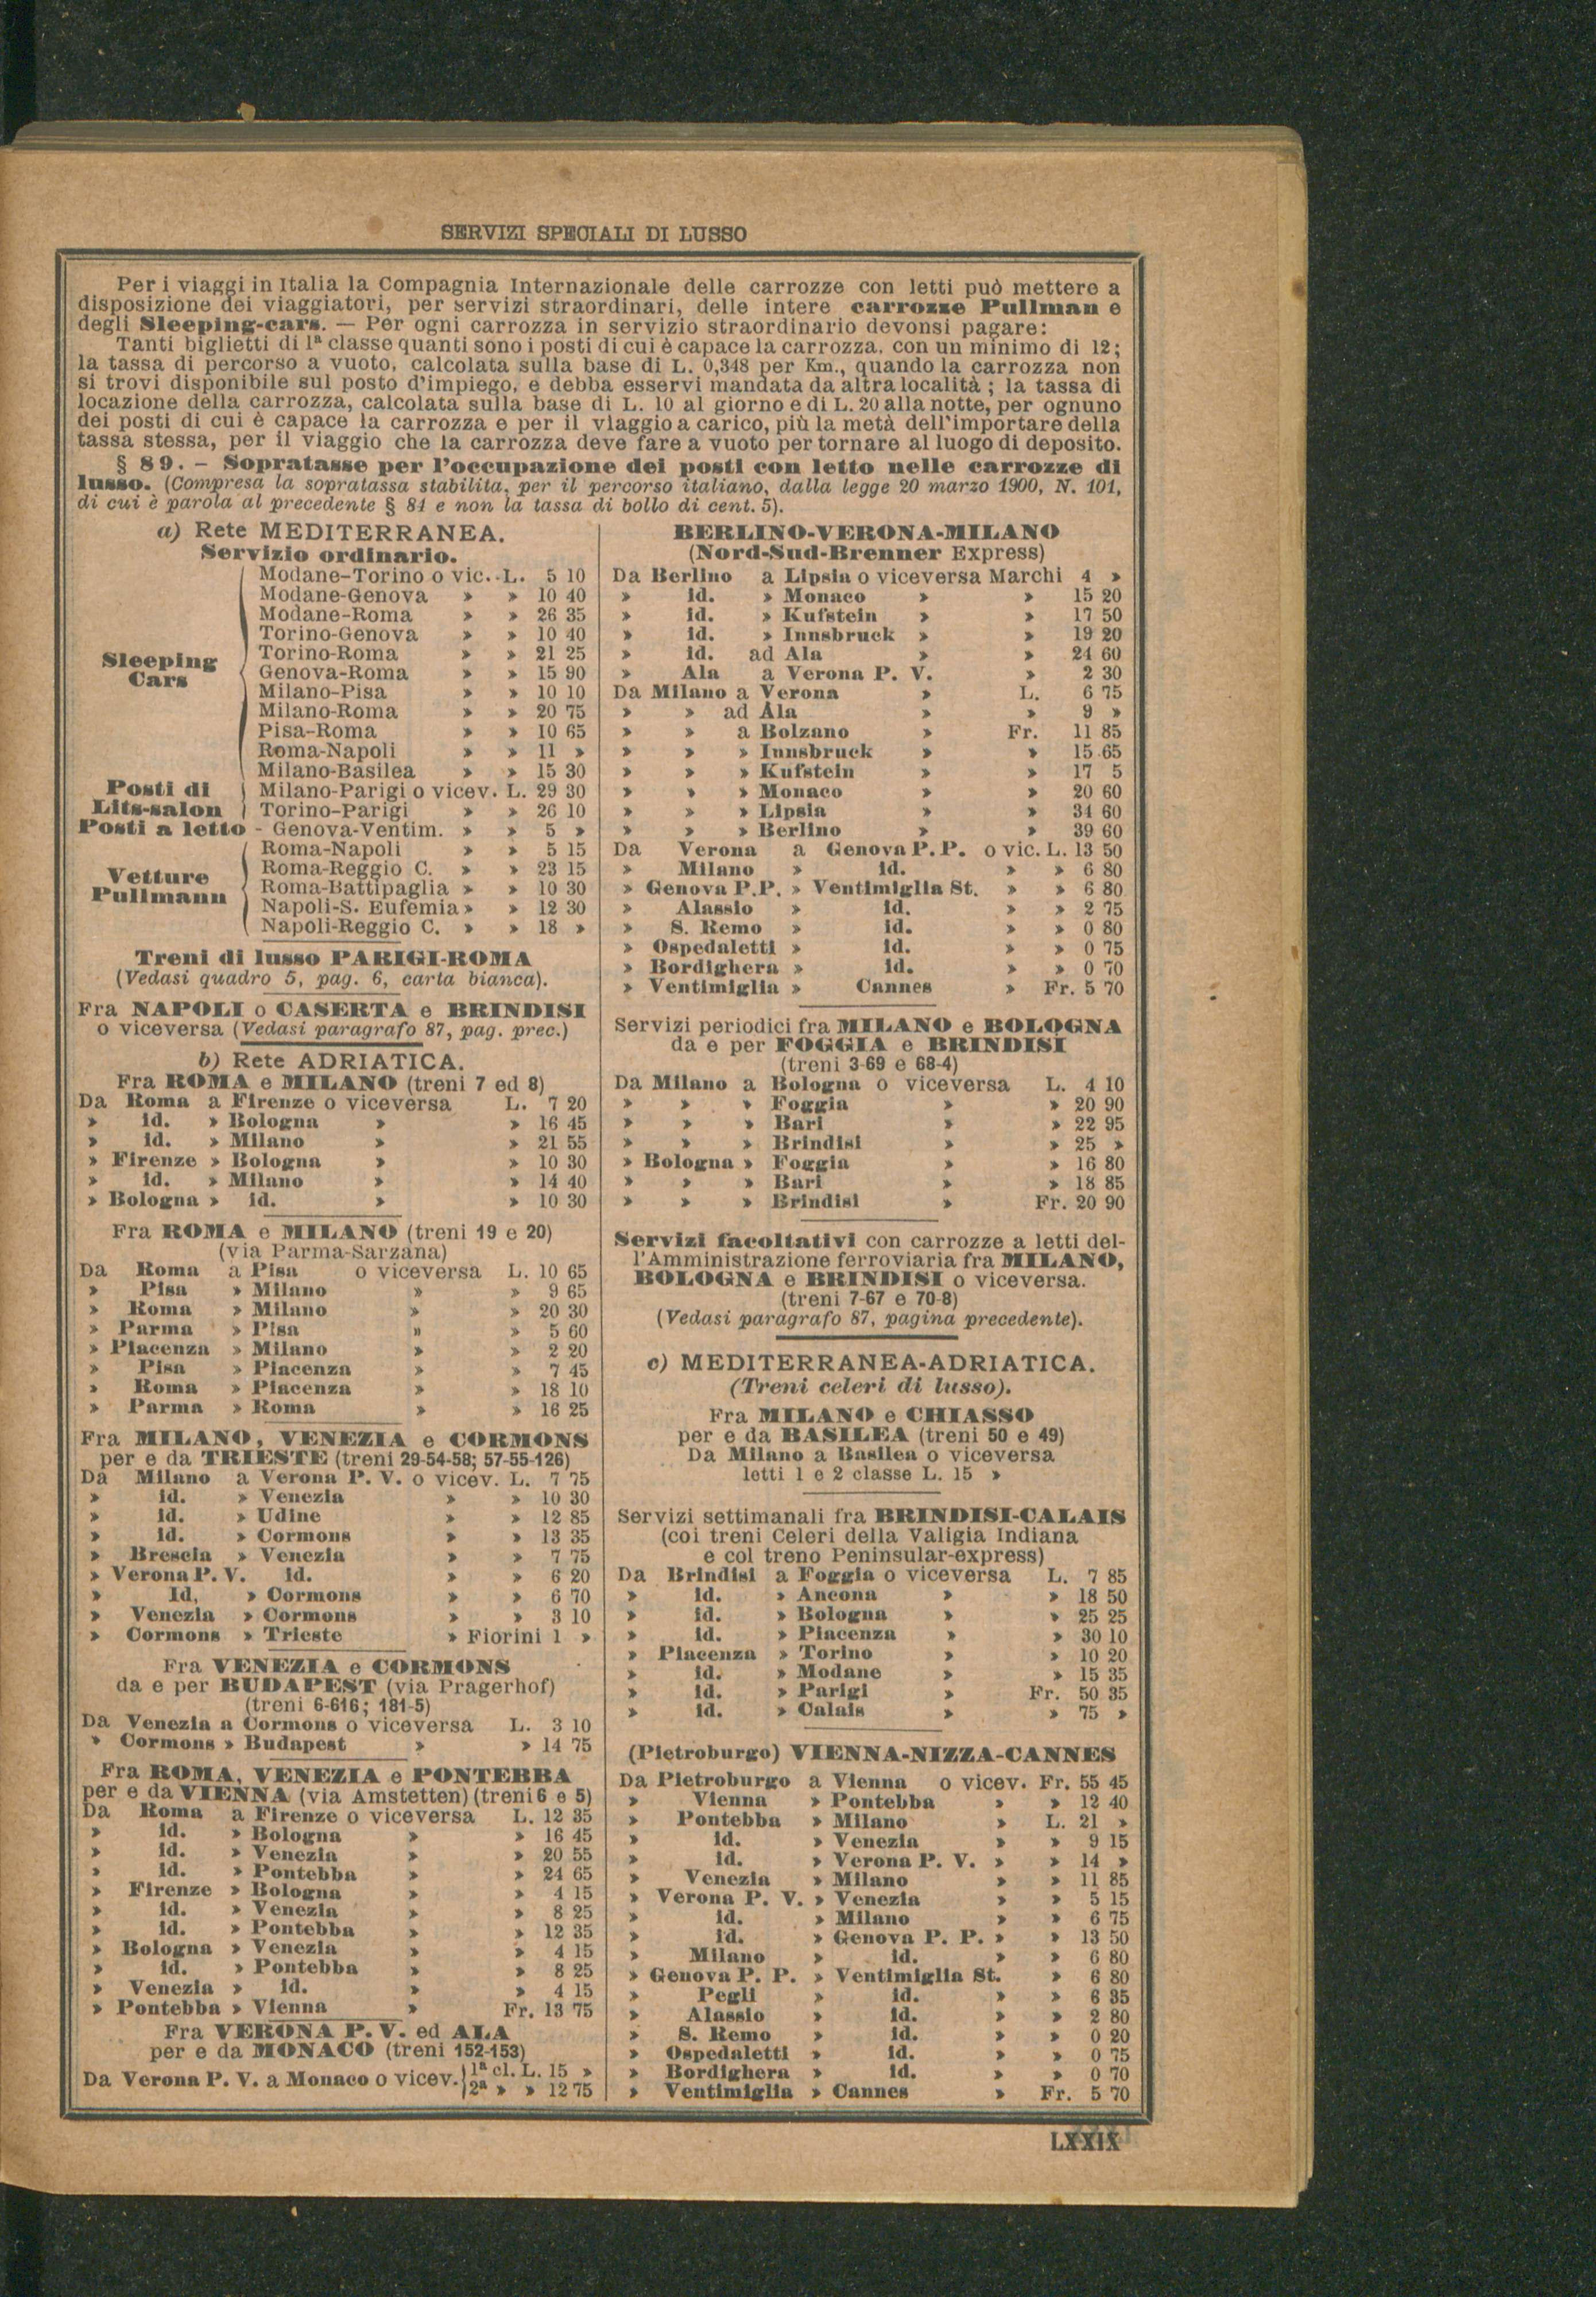 SERVIZI SPECIALI DI LUSSO
Per i viaggi in Italia la Compagnia Internazionale delle carrozze con letti può mettere a
disposizione dei viaggiatori, per servizi straordinari, delle intere carrozze Pullman e
degli Sleeping-cars. — Per ogni carrozza in servizio straordinario devonsi pagare:
Tanti biglietti di 1ª classe quanti sono i posti di cui è capace la carrozza, con un minimo di 12;
la tassa di percorso a vuoto, calcolata sulla base di L. 0,348 per Km., quando la carrozza non
si trovi disponibile sul posto d'impiego, e debba esservi mandata da altra località; la tassa di
locazione della carrozza, calcolata sulla base di L. 10 al giorno e di L. 20 alla notte, per ognuno
dei posti di cui è capace la carrozza e per il viaggio a carico, più la metà dell'importare della
tassa stessa, per il viaggio che la carrozza deve fare a vuoto per tornare al luogo di deposito.
§ 89. - Sopratasse per l'occupazione dei posti con letto nelle carrozze di
lusso. (Compresa la sopratassa stabilita, per il percorso italiano, dalla legge 20 marzo 1900, N. 101,
di cui è parola al precedente § 84 e non la tassa di bollo di cent. 5).
a) Rete MEDITERRANEA.
Servizio ordinario.
Sleeping
Cars
Modane-Torino o vic. L. 5 10
Modane-Genova » » 10 40
Modane-Roma » » 26 35
Torino-Genova » » 10 40
Torino-Roma » » 21 25
Genova-Roma » » 15 90
Milano-Pisa » » 10 10
Milano-Roma » » 20 75
Pisa-Roma » » 10 65
Roma-Napoli » » 11 »
Milano-Basilea » » 15 30
Posti di
Lits-salon
Milano-Parigi o vicev. L. 29 30
Torino-Parigi » » 26 10
Posti a letto - Genova-Ventim. » » 5 »
Vetture
Pullmann
Roma-Napoli » » 5 15
Roma-Reggio C. » » 23 15
Roma-Battipaglia » » 10 30
Napoli-S. Eufemia » » 12 30
Napoli-Reggio C. » » 18 »
Treni di lusso PARIGI-ROMA
(Vedasi quadro 5, pag. 6, carta bianca).
Fra NAPOLI o CASERTA e BRINDISI
o viceversa (Vedasi paragrafo 87, pag. prec.)
b) Rete ADRIATICA.
Fra ROMA e MILANO (treni 7 ed 8)
Da Roma a Firenze o viceversa L. 7 20
» id. » Bologna » » 16 45
» id. » Milano » » 21 55
» Firenze » Bologna » » 10 30
» id. » Milano » » 14 40
» Bologna » id. » » 10 30
Fra ROMA e MILANO (treni 19 e 20)
(via Parma-Sarzana)
Da Roma a Pisa o viceversa L. 10 65
» Pisa » Milano » » 9 65
» Roma » Milano » » 20 30
» Parma » Pisa » » 5 60
» Piacenza » Milano » » 2 20
» Pisa » Piacenza » » 7 45
» Roma » Piacenza » » 18 10
» Parma » Roma » » 16 25
Fra MILANO, VENEZIA e CORMONS
per e da TRIESTE (treni 29-54-58; 57-55-126)
Da Milano a Verona P. V. o vicev. L. 7 75
» id. » Venezia » » 10 30
» id. » Udine » » 12 85
» id. » Cormons » » 13 35
» Brescia » Venezia » » 7 75
» Verona P. V. id. » » 6 20
» Id, » Cormons » » 6 70
» Venezia » Cormons » » 3 10
» Cormons » Trieste » Fiorini 1 »
Fra VENEZIA e CORMONS
da e per BUDAPEST (via Pragerhof)
(treni 6-616; 181-5)
Da Venezia a Cormons o viceversa L. 3 10
» Cormons » Budapest » » 14 75
Fra ROMA, VENEZIA e PONTEBBA
per e da VIENNA (via Amstetten) (treni 6 e 5)
Da Roma a Firenze o viceversa L. 12 35
» id. » Bologna » » 16 45
» id. » Venezia » » 20 55
» id. » Pontebba » » 24 65
» Firenze » Bologna » » 4 15
» id. » Venezia » » 8 25
» id. » Pontebba » » 12 35
» Bologna » Venezia » » 4 15
» id. » Pontebba » » 8 25
» Venezia » id. » » 4 15
» Pontebba » Vienna » Fr. 13 75
Fra VERONA P. V. ed ALA
per e da MONACO (treni 152-153)
Da Verona P. V. a Monaco o vicev. 1ª cl. L. 15 »
2ª » » 12 75
BERLINO-VERONA-MILANO
(Nord-Sud-Brenner Express)
Da Berlino a Lipsia o viceversa Marchi 4 »
» id. » Monaco » » 15 20
» id. » Kufstein » » 17 50
» id. » Innsbruck » » 19 20
» id. ad Ala » » 24 60
» Ala a Verona P. V. » 2 30
Da Milano a Verona » L. 6 75
» » ad Ala » » 9 »
» » a Bolzano » Fr. 11 85
» » » Innsbruck » » 15 65
» » » Kufstein » » 17 5
» » » Monaco » » 20 60
» » » Lipsia » » 34 60
» » » Berlino » » 39 60
Da Verona a Genova P. P. o vic. L. 13 50
» Milano » id. » » 6 80
» Genova P.P. » Ventimiglia St. » » 6 80
» Alassio » id. » » 2 75
» S. Remo » id. » » 0 80
» Ospedaletti » id. » » 0 75
» Bordighera » id. » » 0 70
» Ventimiglia » Cannes » Fr. 5 70
Servizi periodici fra MILANO e BOLOGNA
da e per FOGGIA e BRINDISI
(treni 3-69 e 68-4)
Da Milano a Bologna o viceversa L. 4 10
» » » Foggia » » 20 90
» » » Bari » » 22 95
» » » Brindisi » » 25 »
» Bologna » Foggia » » 16 80
» » » Bari » » 18 85
» » » Brindisi » Fr. 20 90
Servizi facoltativi con carrozze a letti del-
l'Amministrazione ferroviaria fra MILANO,
BOLOGNA e BRINDISI o viceversa.
(treni 7-67 e 70-8)
(Vedasi paragrafo 87, pagina precedente).
c) MEDITERRANEA-ADRIATICA.
(Treni celeri di lusso).
Fra MILANO e CHIASSO
per e da BASILEA (treni 50 e 49)
Da Milano a Basilea o viceversa
letti 1 e 2 classe L. 15 »
Servizi settimanali fra BRINDISI-CALAIS
(coi treni Celeri della Valigia Indiana
e col treno Peninsular-express)
Da Brindisi a Foggia o viceversa L. 7 85
» id. » Ancona » » 18 50
» id. » Bologna » » 25 25
» id. » Piacenza » » 30 10
» Piacenza » Torino » » 10 20
» id. » Modane » » 15 35
» id. » Parigi » Fr. 50 35
» id. » Calais » » 75 »
(Pietroburgo) VIENNA-NIZZA-CANNES
Da Pietroburgo a Vienna o vicev. Fr. 55 45
» Vienna » Pontebba » » 12 40
» Pontebba » Milano » L. 21 »
» id. » Venezia » » 9 15
» id. » Verona P. V. » » 14 »
» Venezia » Milano » » 11 85
» Verona P. V. » Venezia » » 5 15
» id. » Milano » » 6 75
» id. » Genova P. P. » » 13 50
» Milano » id. » » 6 80
» Genova P. P. » Ventimiglia St. » 6 80
» Pegli » id. » » 6 35
» Alassio » id. » » 2 80
» S. Remo » id. » » 0 20
» Ospedaletti » id. » » 0 75
» Bordighera » id. » » 0 70
» Ventimiglia » Cannes » Fr. 5 70
LXXIX